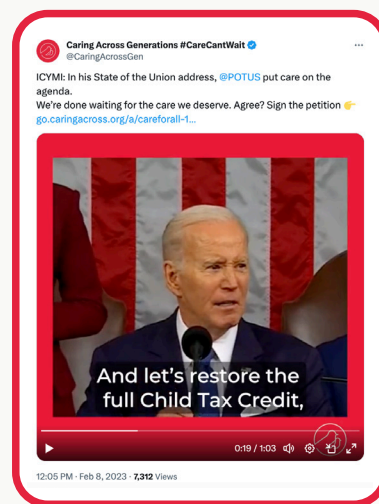 Caring Across Generations #CareCantWait
@CaringAcrossGen
ICYMI: In his State of the Union address, @POTUS put care on the
agenda.
We're done waiting for the care we deserve. Agree? Sign the petition 👉
go.caringacross.org/a/careforall-1...
And let's restore the
full Child Tax Credit,
0:19 / 1:03
12:05 PM · Feb 8, 2023 · 7,312 Views